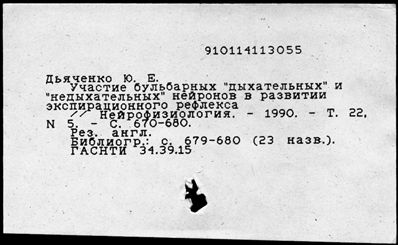 910114113055
Дьяченко Ю. Е.
Участие бульбарных "дыхательных" и
"недыхательных" нейронов в развитии
экспирационного рефлекса
// Нейрофизиология. - 1990. - Т. 22,
N 5. - С. 670-680.
Рез. англ.
Библиогр.: с. 679-680 (23 назв.).
ГАСНТИ 34.39.15